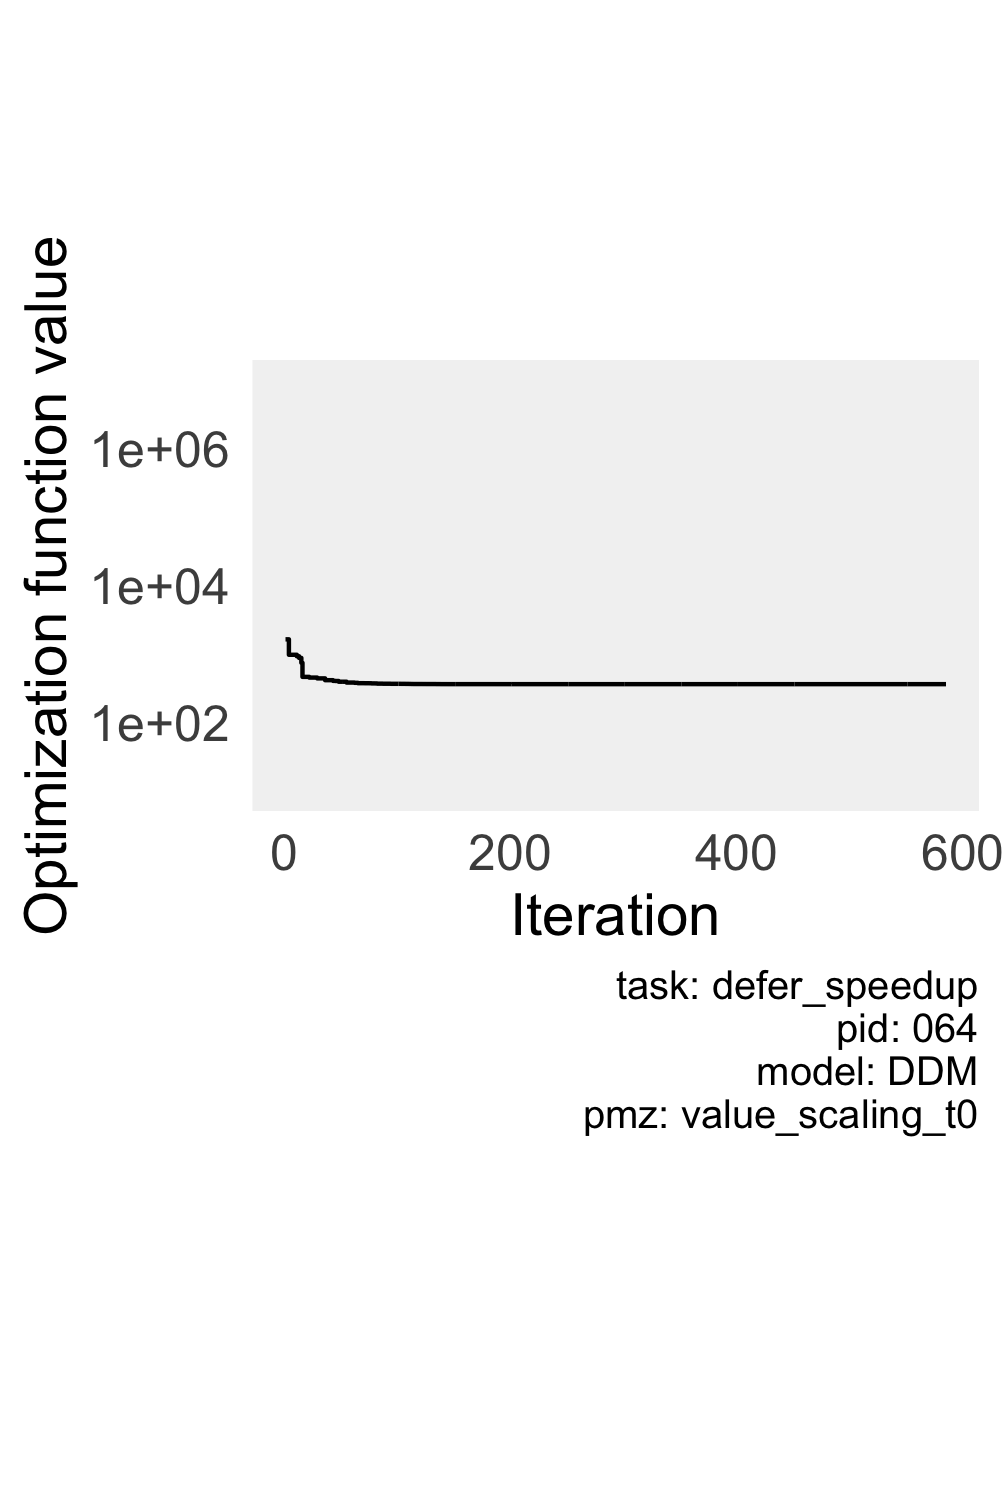 Optimization function value
1e+06
1e+04
1e+02
0 200 400 600
Iteration
task: defer_speedup
pid: 064
model: DDM
pmz: value_scaling_t0